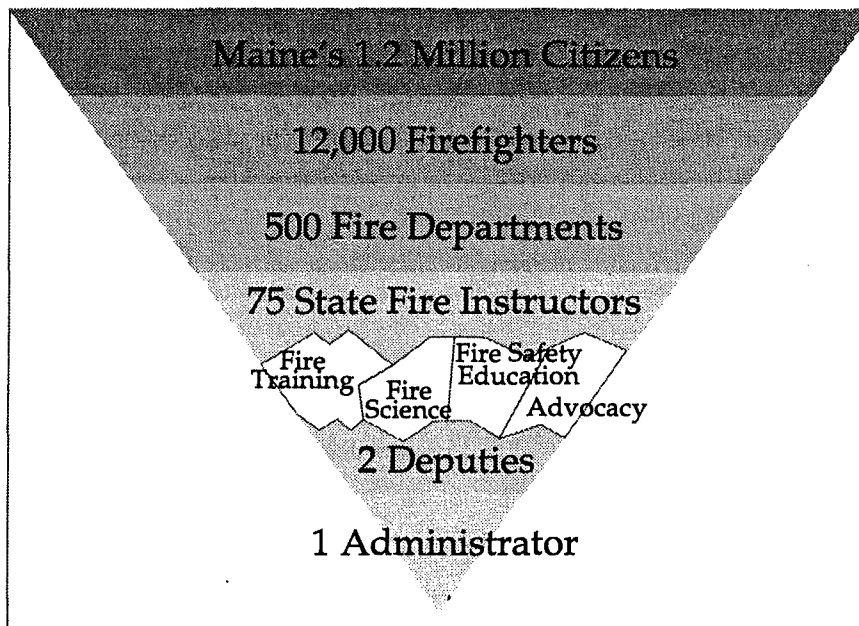 Maine's 1.2 Million Citizens
12,000 Firefighters
500 Fire Departments
75 State Fire Instructors
Fire
Training
Fire
Science
Fire Safety
Education
Advocacy
2 Deputies
1 Administrator